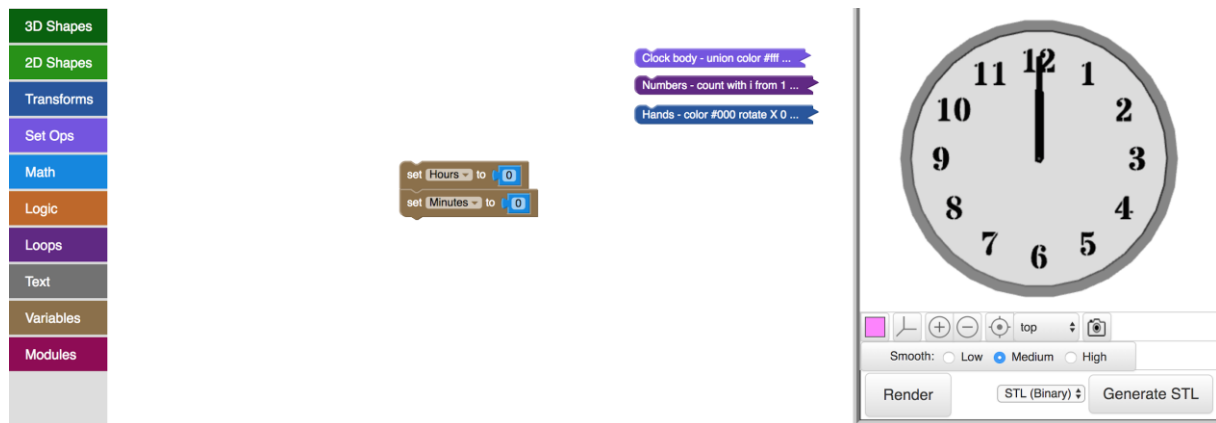 3D Shapes
2D Shapes
Transforms
Set Ops
Math
Logic
Loops
Text
Variables
Modules
set Hours to 0
set Minutes to 0
Clock body - union color #fff ...
Numbers - count with i from 1 ...
Hands - color #000 rotate X 0 ...
12
1
2
3
4
5
6
7
8
9
10
11
top
Smooth: Low Medium High
Render STL (Binary) Generate STL